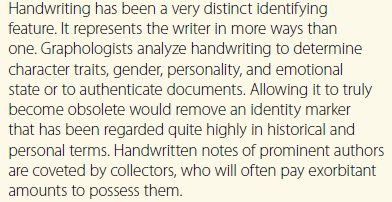 Handwriting has been a very distinct identifying
feature. It represents the writer in more ways than
one. Graphologists analyze handwriting to determine
character traits, gender, personality, and emotional
state or to authenticate documents. Allowing it to truly
become obsolete would remove an identity marker
that has been regarded quite highly in historical and
personal terms. Handwritten notes of prominent authors
are coveted by collectors, who will often pay exorbitant
amounts to possess them.